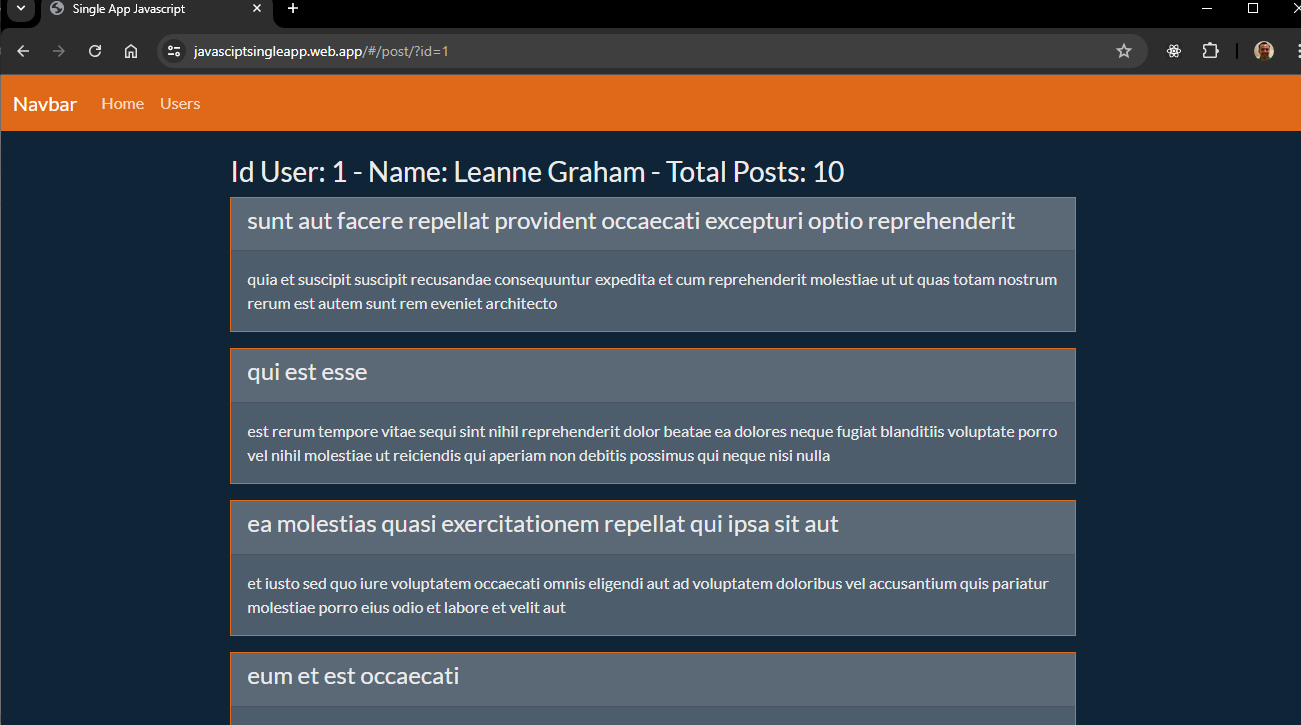 Single App Javascript
javasciptsingleapp.web.app/#/post/?id=1
Navbar Home Users
Id User: 1 - Name: Leanne Graham - Total Posts: 10
sunt aut facere repellat provident occaecati excepturi optio reprehenderit
quia et suscipit suscipit recusandae consequuntur expedita et cum reprehenderit molestiae ut ut quas totam nostrum
rerum est autem sunt rem eveniet architecto
qui est esse
est rerum tempore vitae sequi sint nihil reprehenderit dolor beatae ea dolores neque fugiat blanditiis voluptate porro
vel nihil molestiae ut reiciendis qui aperiam non debitis possimus qui neque nisi nulla
ea molestias quasi exercitationem repellat qui ipsa sit aut
et iusto sed quo iure voluptatem occaecati omnis eligendi aut ad voluptatem doloribus vel accusantium quis pariatur
molestiae porro eius odio et labore et velit aut
eum et est occaecati